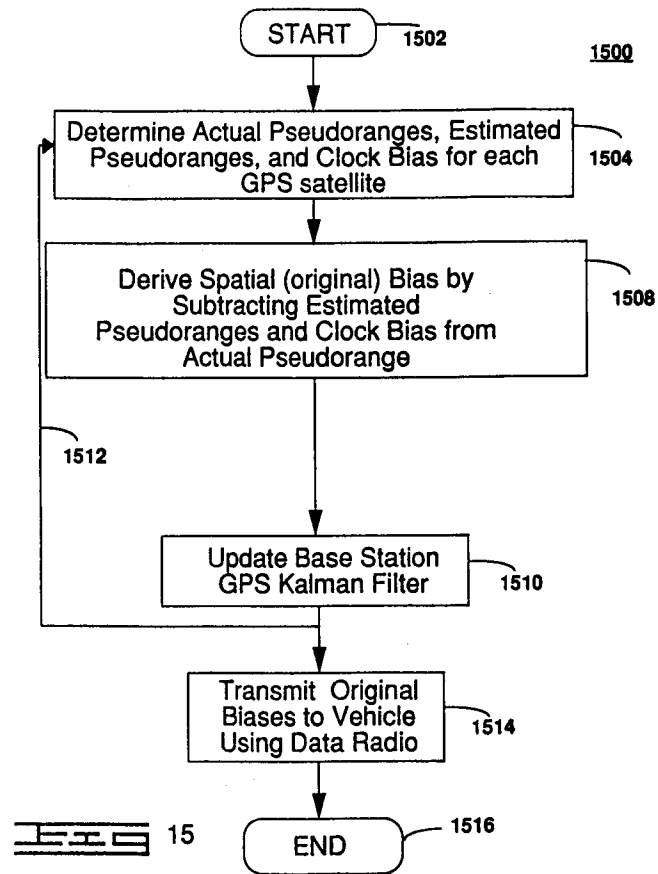 START
1502
1500
Determine Actual Pseudoranges, Estimated
Pseudoranges, and Clock Bias for each
GPS satellite
1504
Derive Spatial (original) Bias by
Subtracting Estimated
Pseudoranges and Clock Bias from
Actual Pseudorange
1508
1512
Update Base Station
GPS Kalman Filter
1510
Transmit Original
Biases to Vehicle
Using Data Radio
1514
END
1516
FIG 15